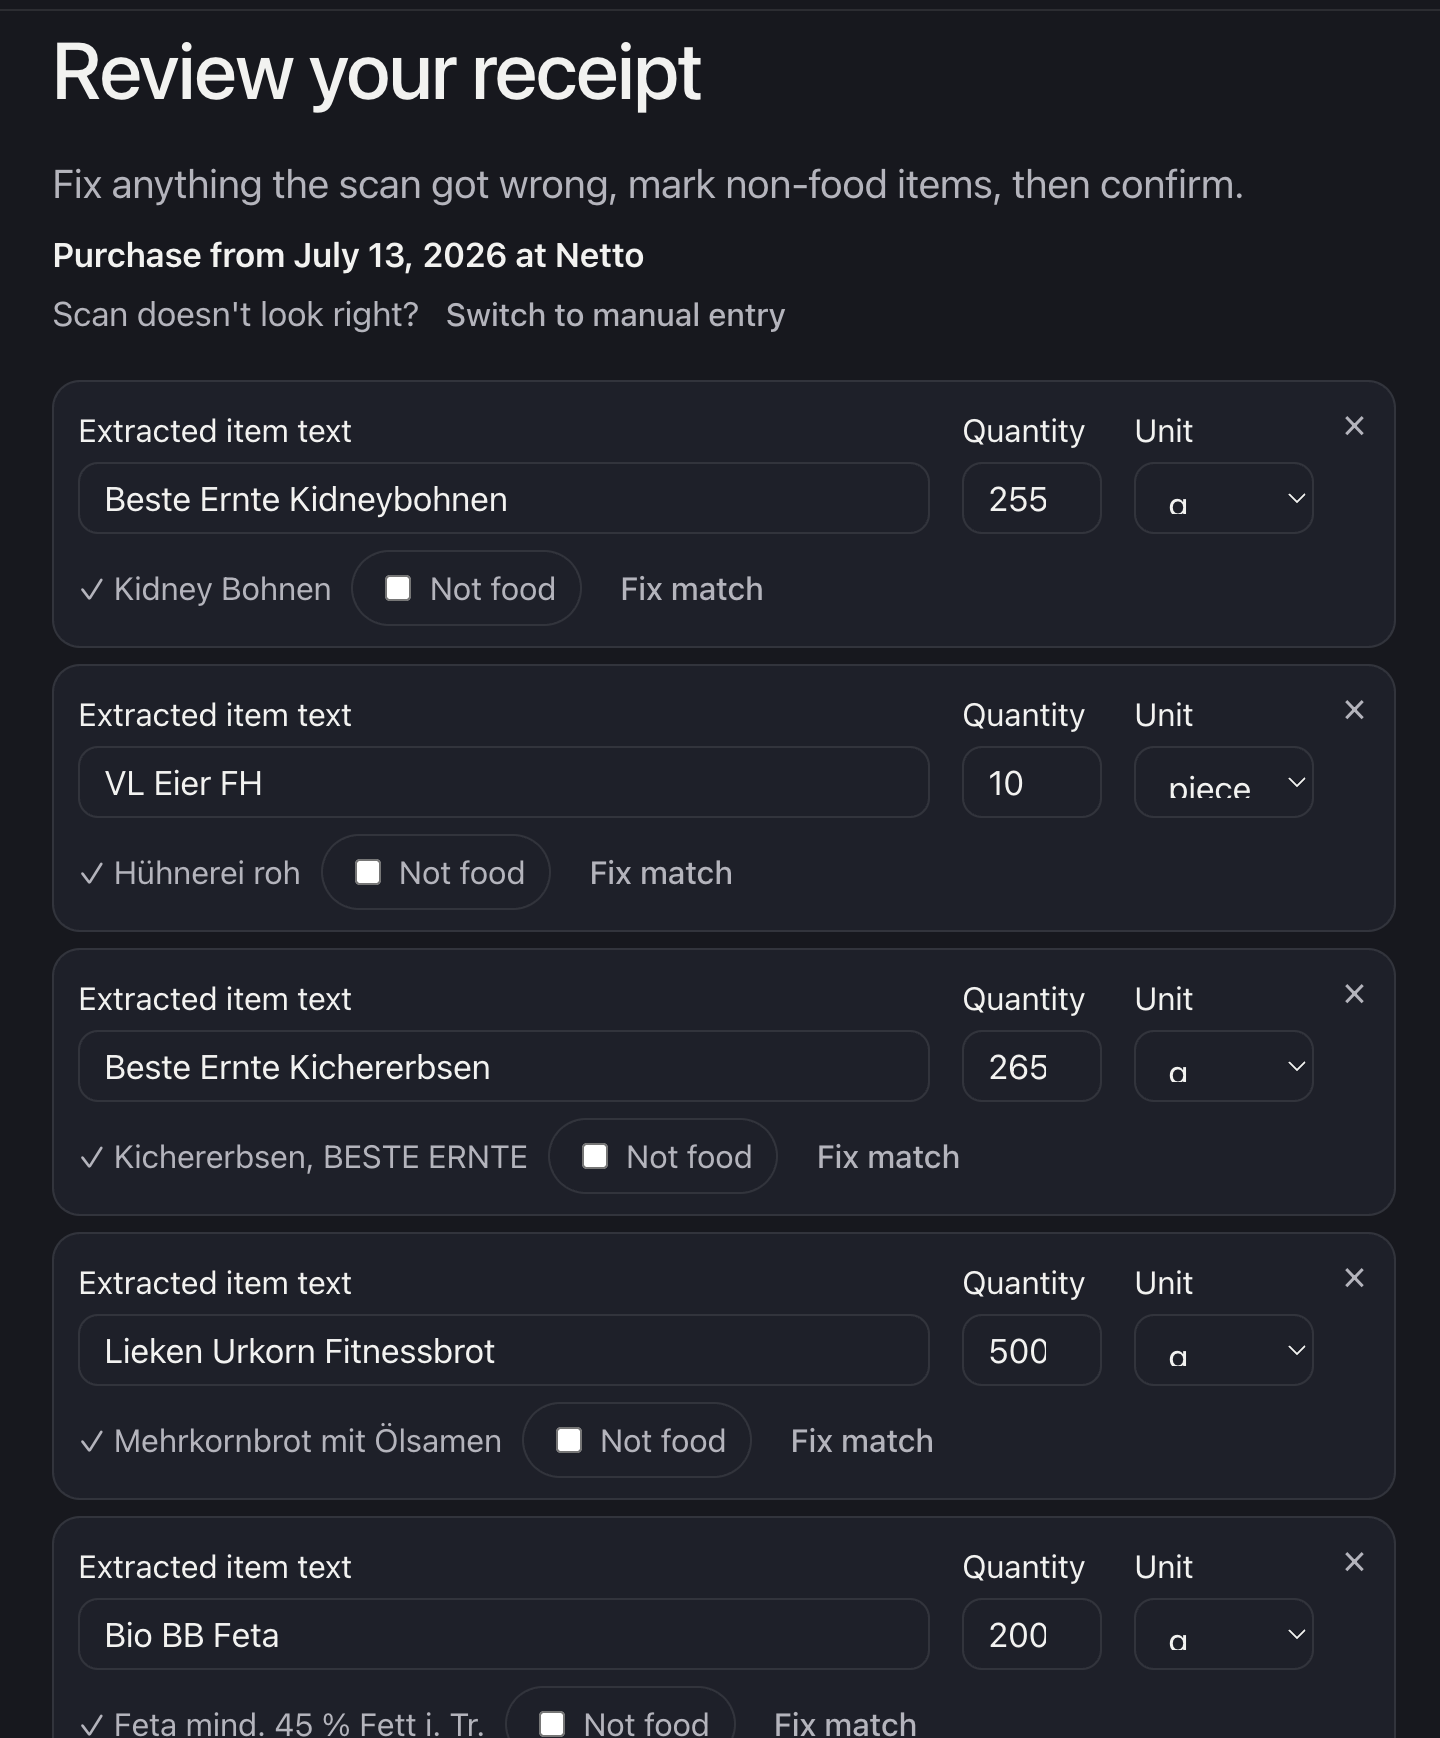 Review your receipt
Fix anything the scan got wrong, mark non-food items, then confirm.
Purchase from July 13, 2026 at Netto
Scan doesn't look right? Switch to manual entry
Extracted item text Quantity Unit ×
Beste Ernte Kidneybohnen 255 g
✓ Kidney Bohnen Not food Fix match
Extracted item text Quantity Unit ×
VL Eier FH 10 piece
✓ Hühnerei roh Not food Fix match
Extracted item text Quantity Unit ×
Beste Ernte Kichererbsen 265 g
✓ Kichererbsen, BESTE ERNTE Not food Fix match
Extracted item text Quantity Unit ×
Lieken Urkorn Fitnessbrot 500 g
✓ Mehrkornbrot mit Ölsamen Not food Fix match
Extracted item text Quantity Unit ×
Bio BB Feta 200 g
✓ Feta mind. 45 % Fett i. Tr. Not food Fix match